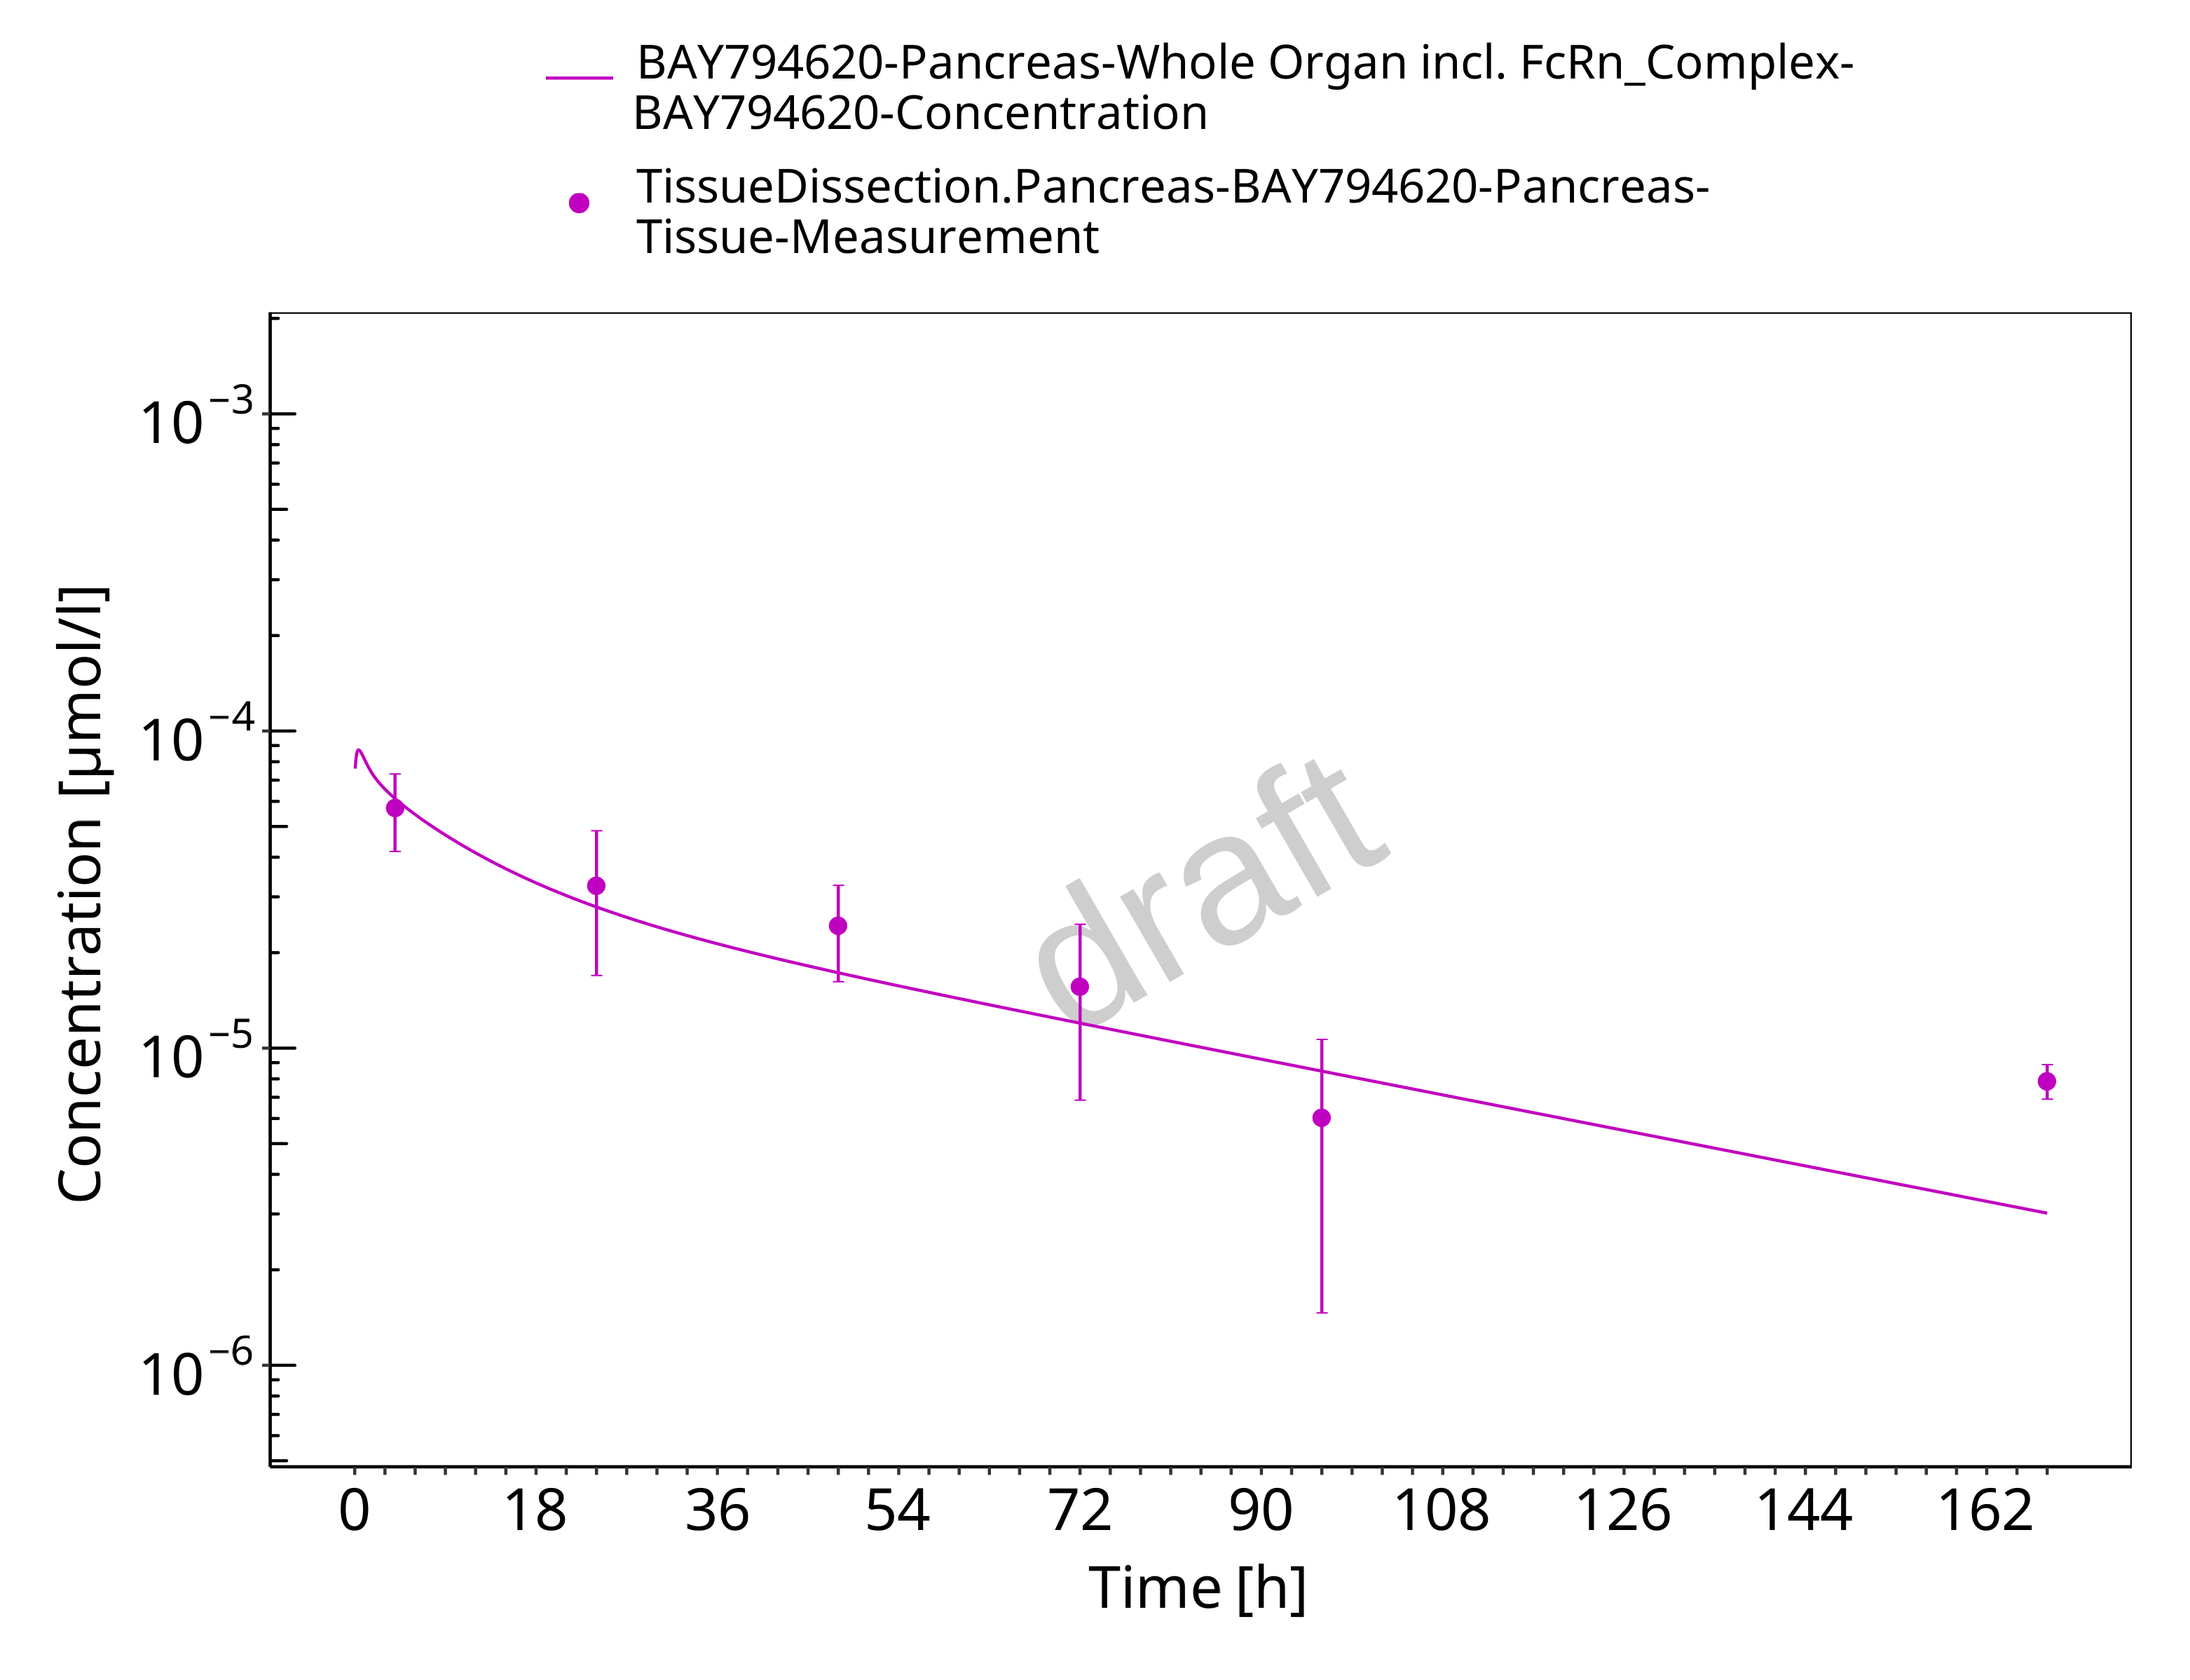 BAY794620-Pancreas-Whole Organ incl. FcRn_Complex-
BAY794620-Concentration
TissueDissection.Pancreas-BAY794620-Pancreas-
Tissue-Measurement
Concentration [µmol/l]
10⁻³
10⁻⁴
10⁻⁵
10⁻⁶
draft
0 18 36 54 72 90 108 126 144 162
Time [h]